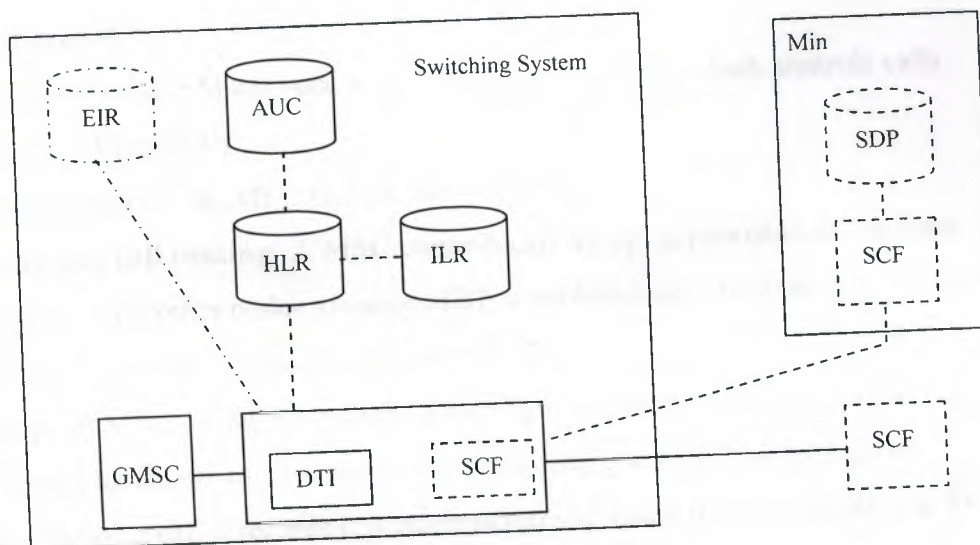 Switching System
Min
EIR
AUC
SDP
HLR
ILR
SCF
GMSC
DTI
SCF
SCF